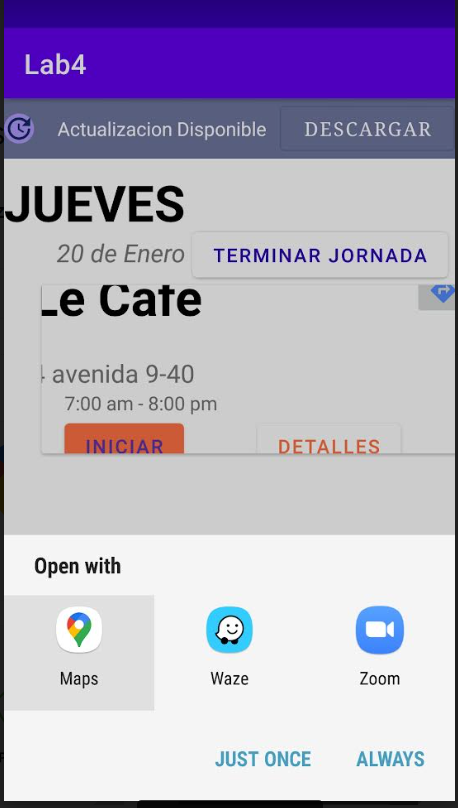 Lab4
Actualizacion Disponible DESCARGAR
JUEVES
20 de Enero TERMINAR JORNADA
Le Cafe
4 avenida 9-40
7:00 am - 8:00 pm
INICIAR DETALLES
Open with
Maps Waze Zoom
JUST ONCE ALWAYS